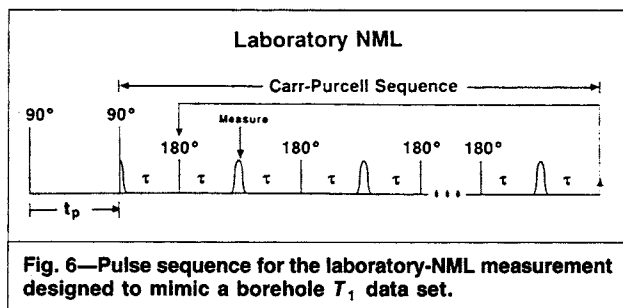 Laboratory NML
Carr-Purcell Sequence
90°
90°
Measure
180°
180°
180°
180°
τ
τ
τ
τ
τ
τ
τ
t_p
Fig. 6—Pulse sequence for the laboratory-NML measurement
designed to mimic a borehole T₁ data set.